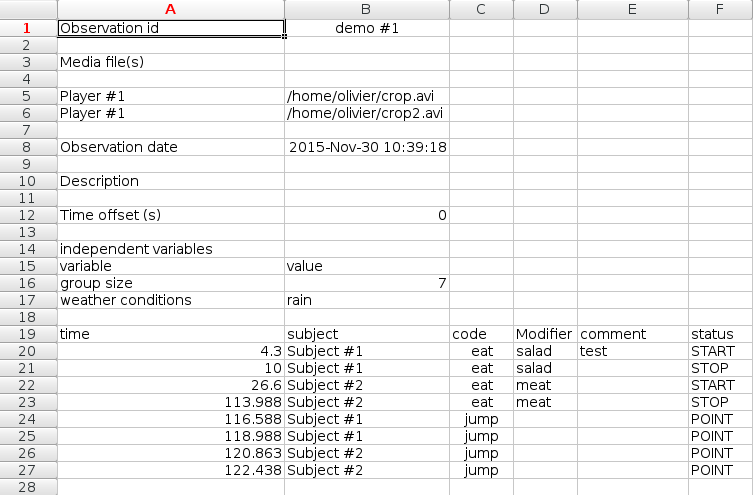 A B C D E F
1 Observation id demo #1
2
3 Media file(s)
4
5 Player #1 /home/olivier/crop.avi
6 Player #1 /home/olivier/crop2.avi
7
8 Observation date 2015-Nov-30 10:39:18
9
10 Description
11
12 Time offset (s) 0
13
14 independent variables
15 variable value
16 group size 7
17 weather conditions rain
18
19 time subject code Modifier comment status
20 4.3 Subject #1 eat salad test START
21 10 Subject #1 eat salad STOP
22 26.6 Subject #2 eat meat START
23 113.988 Subject #2 eat meat STOP
24 116.588 Subject #1 jump POINT
25 118.988 Subject #1 jump POINT
26 120.863 Subject #2 jump POINT
27 122.438 Subject #2 jump POINT
28